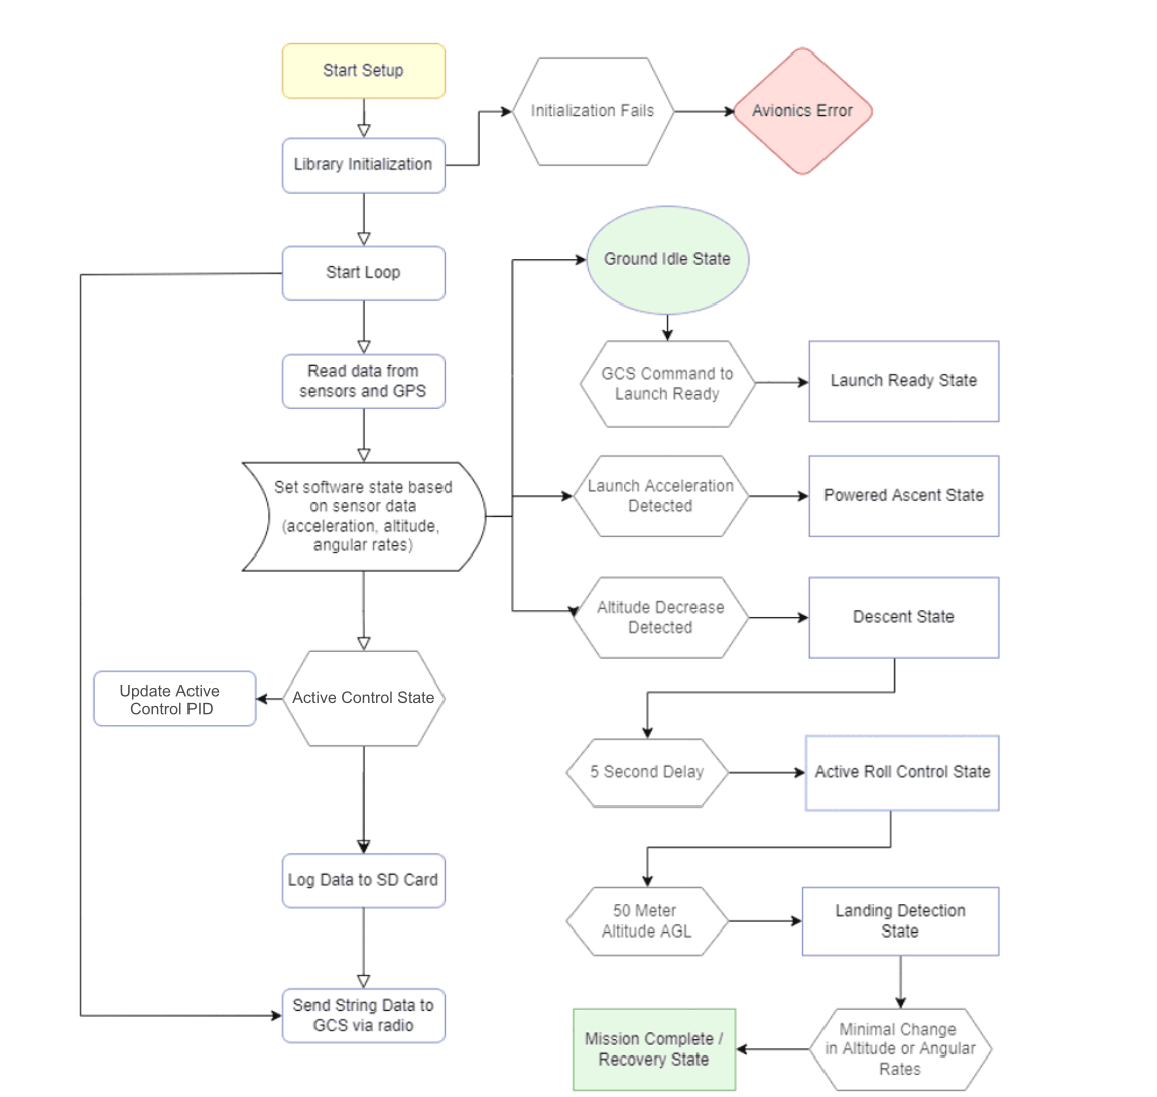 Start Setup
Initialization Fails
Avionics Error
Library Initialization
Start Loop
Ground Idle State
Read data from
sensors and GPS
GCS Command to
Launch Ready
Launch Ready State
Set software state based
on sensor data
(acceleration, altitude,
angular rates)
Launch Acceleration
Detected
Powered Ascent State
Altitude Decrease
Detected
Descent State
Update Active
Control PID
Active Control State
5 Second Delay
Active Roll Control State
Log Data to SD Card
50 Meter
Altitude AGL
Landing Detection
State
Send String Data to
GCS via radio
Mission Complete /
Recovery State
Minimal Change
in Altitude or Angular
Rates